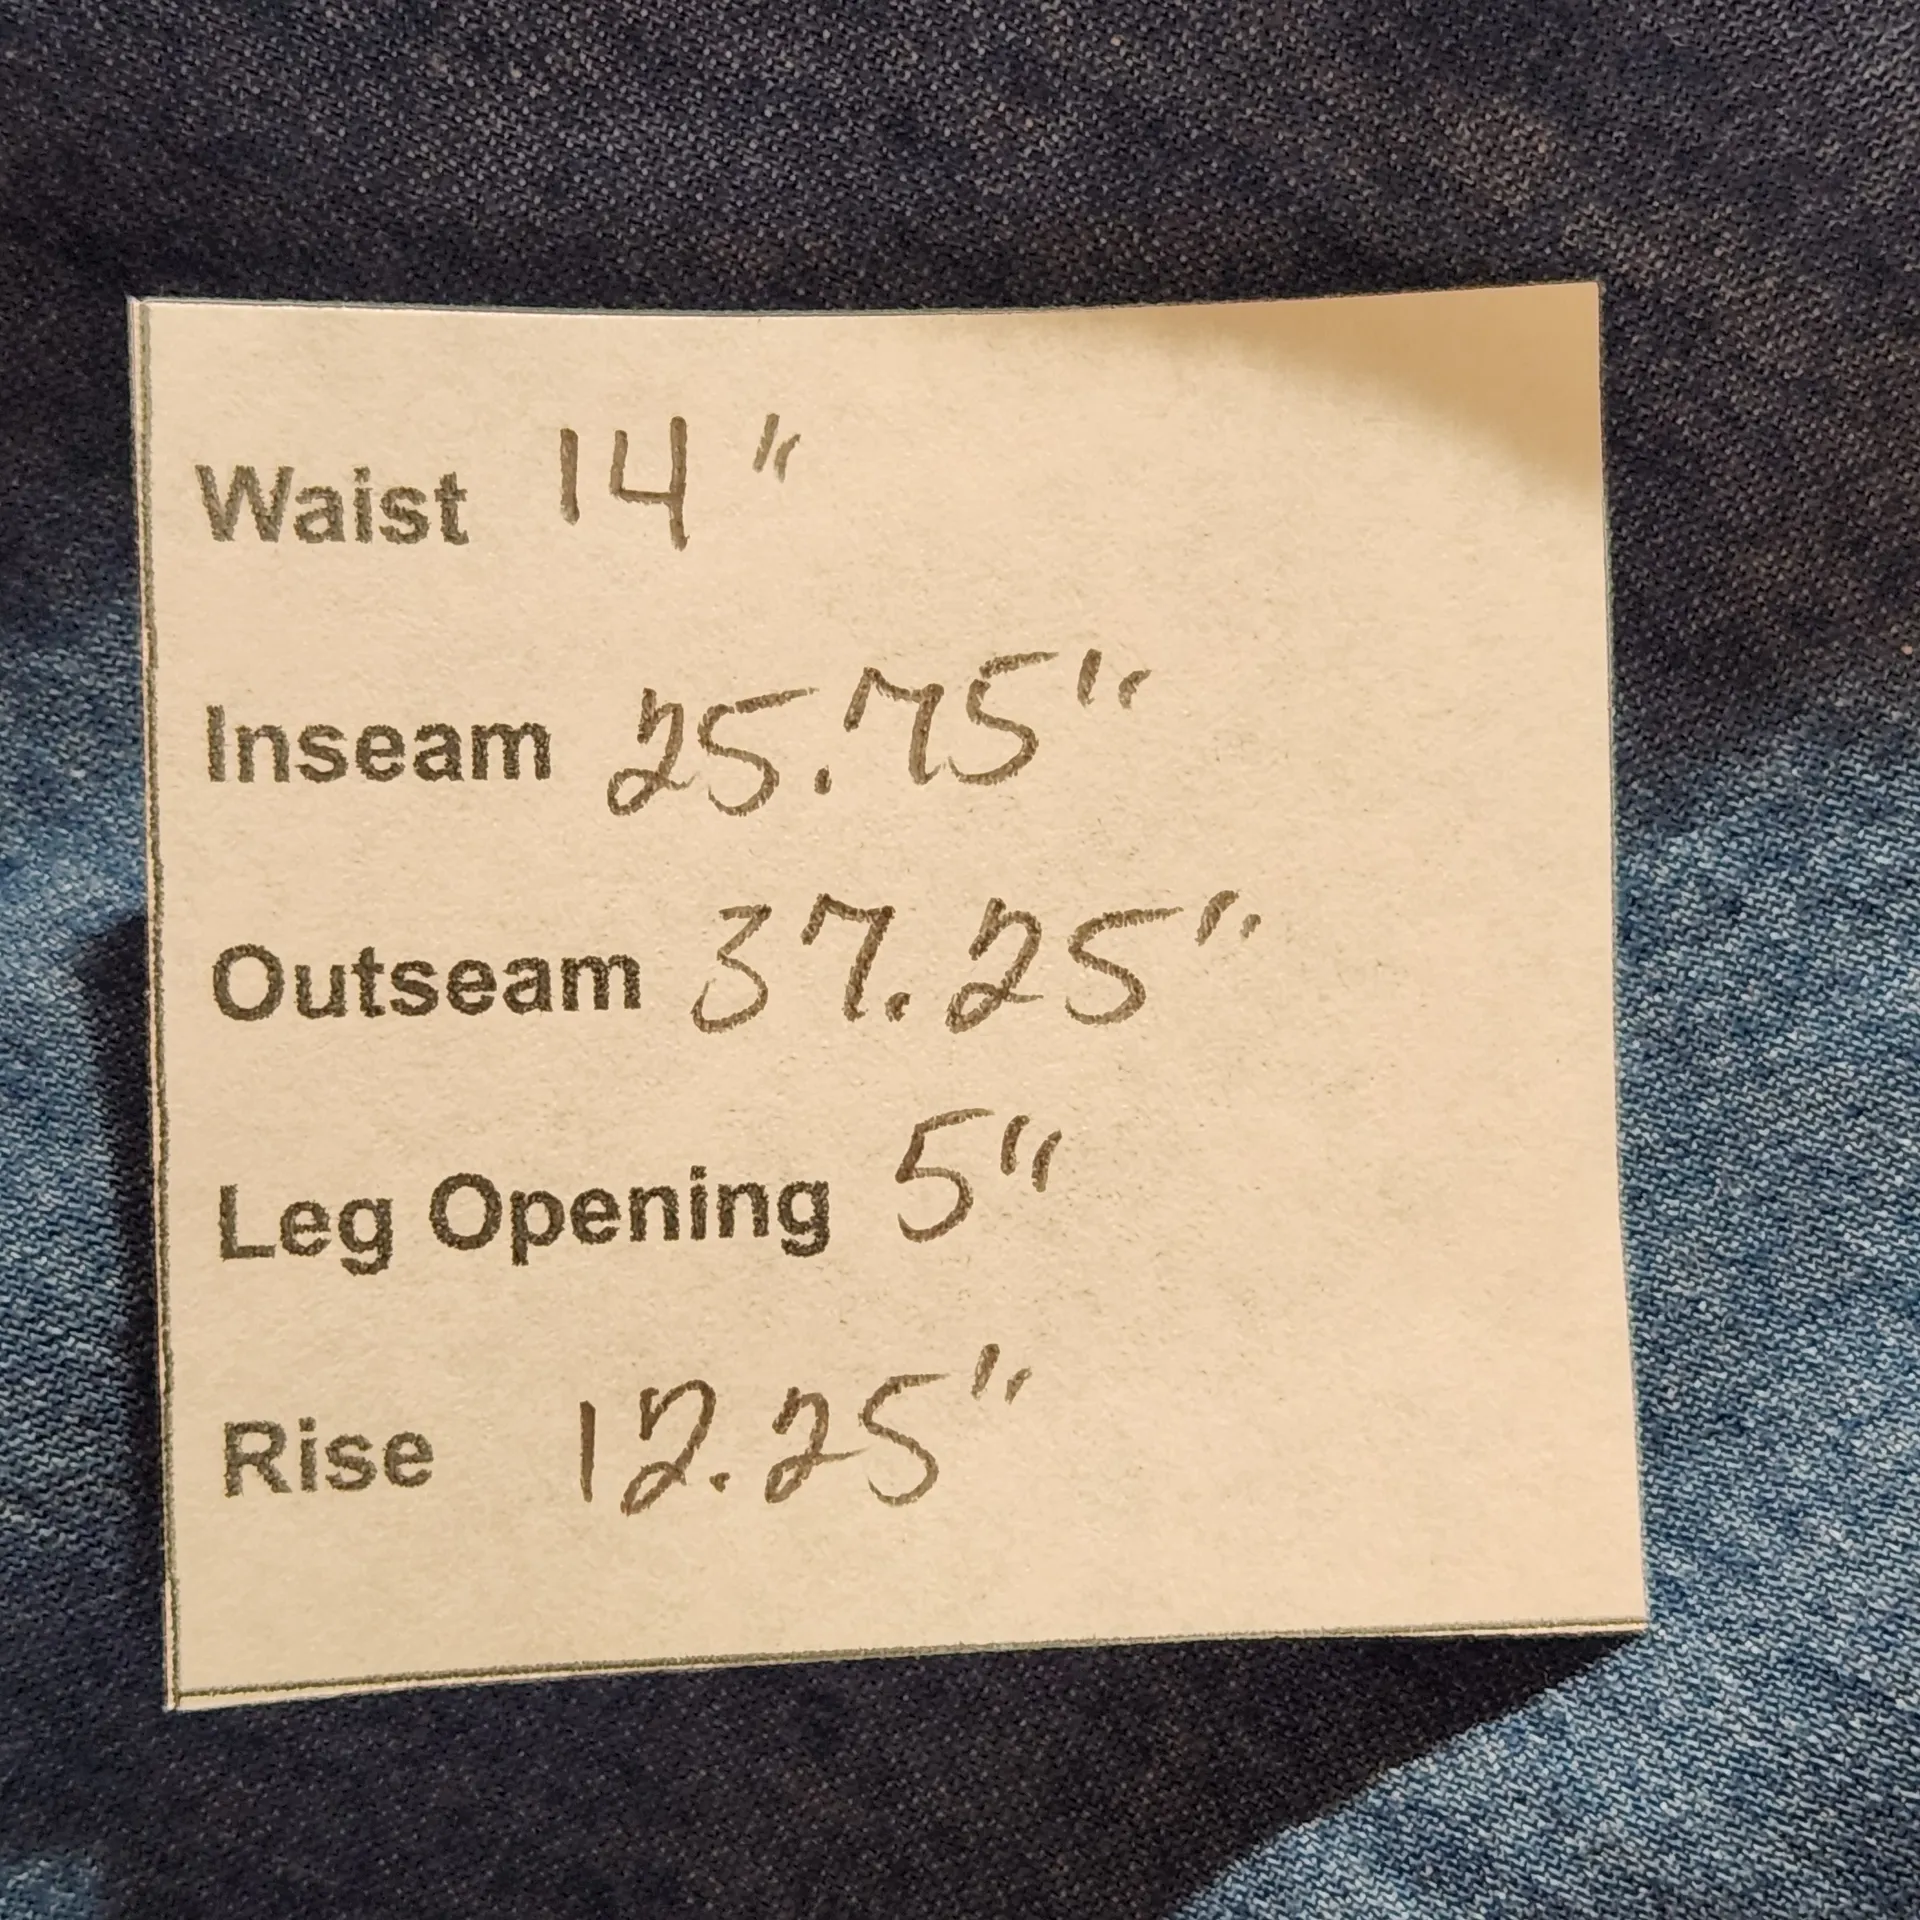 Waist 14"
Inseam 25.75"
Outseam 37.25"
Leg Opening 5"
Rise 12.25"